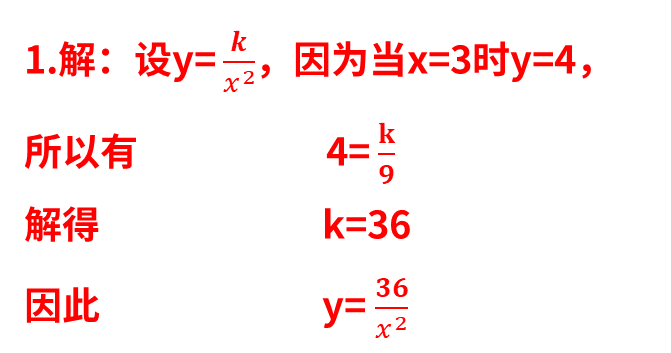 1.解：设y=k/x²，因为当x=3时y=4，
所以有 4=k/9
解得 k=36
因此 y=36/x²